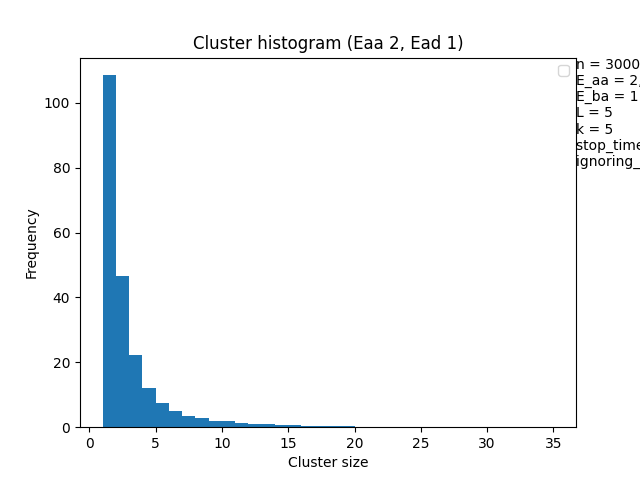 Cluster histogram (Eaa 2, Ead 1)
n = 3000
E_aa = 2,
E_ba = 1
L = 5
k = 5
stop_time
ignoring_
Frequency
100
80
60
40
20
0
0 5 10 15 20 25 30 35
Cluster size